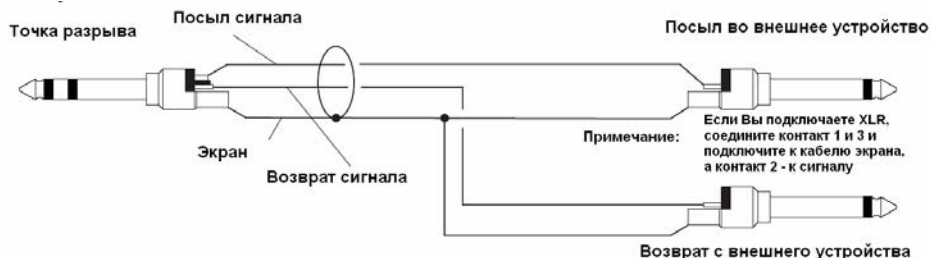 Посыл сигнала
Точка разрыва
Посыл во внешнее устройство
Экран
Возврат сигнала
Примечание:
Если Вы подключаете XLR,
соедините контакт 1 и 3 и
подключите к кабелю экрана,
а контакт 2 - к сигналу
Возврат с внешнего устройства